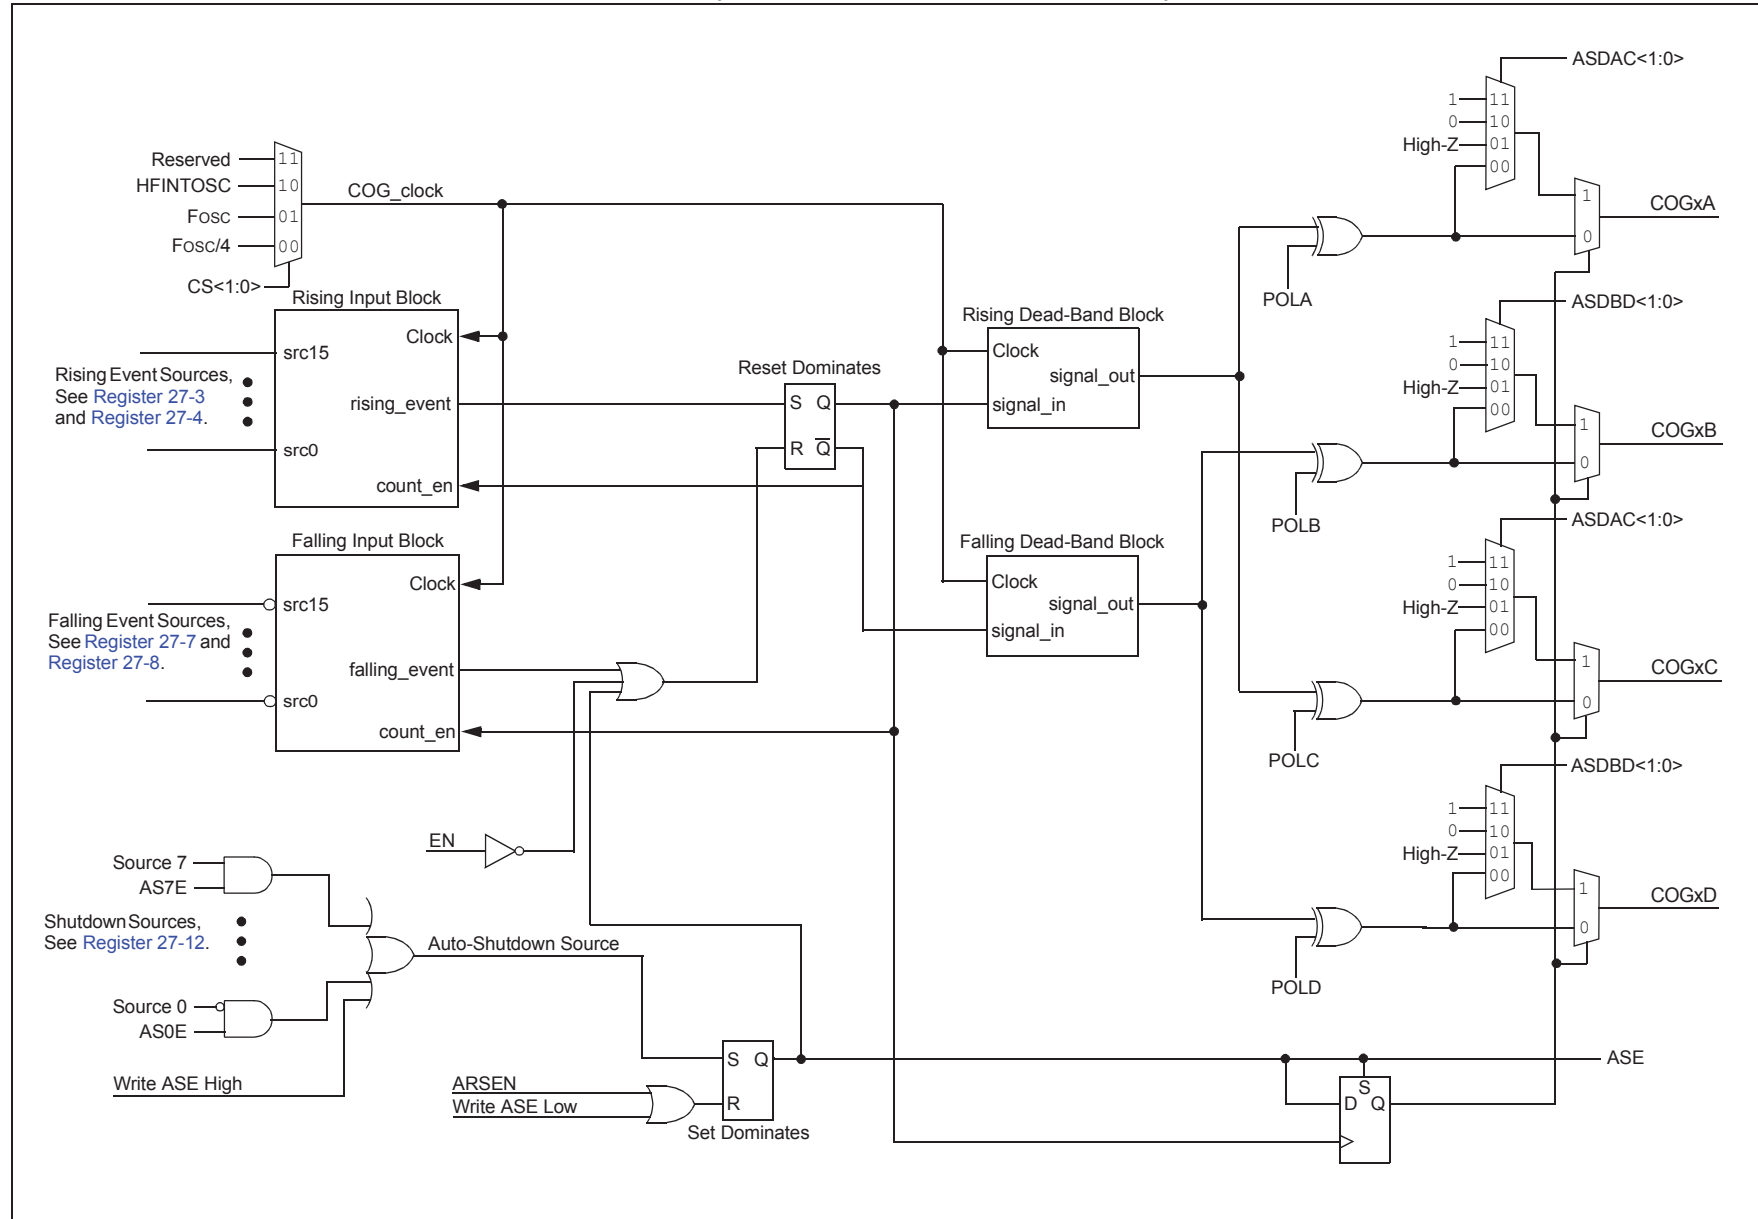 ASDAC<1:0>
1 11
0 10
High-Z 01
00
1
0
COGxA
POLA
Reserved 11
HFINTOSC 10
FOSC 01
FOSC/4 00
CS<1:0>
COG_clock
Rising Input Block
Clock
src15
Rising Event Sources,
See Register 27-3
and Register 27-4.
rising_event
src0
count_en
Reset Dominates
S Q
R Q
Rising Dead-Band Block
Clock
signal_out
signal_in
ASDBD<1:0>
1 11
0 10
High-Z 01
00
1
0
COGxB
POLB
Falling Input Block
Clock
src15
Falling Event Sources,
See Register 27-7 and
Register 27-8.
falling_event
src0
count_en
Falling Dead-Band Block
Clock
signal_out
signal_in
ASDAC<1:0>
1 11
0 10
High-Z 01
00
1
0
COGxC
POLC
EN
Source 7
AS7E
Shutdown Sources,
See Register 27-12.
Source 0
AS0E
Write ASE High
Auto-Shutdown Source
ASDBD<1:0>
1 11
0 10
High-Z 01
00
1
0
COGxD
POLD
ARSEN
Write ASE Low
S Q
R
Set Dominates
ASE
S
D Q